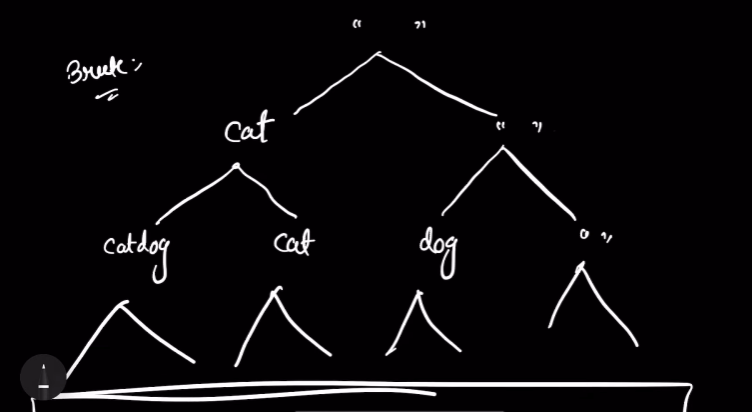 “ ”
Brute:
cat
“ ”
catdog
cat
dog
“ ”